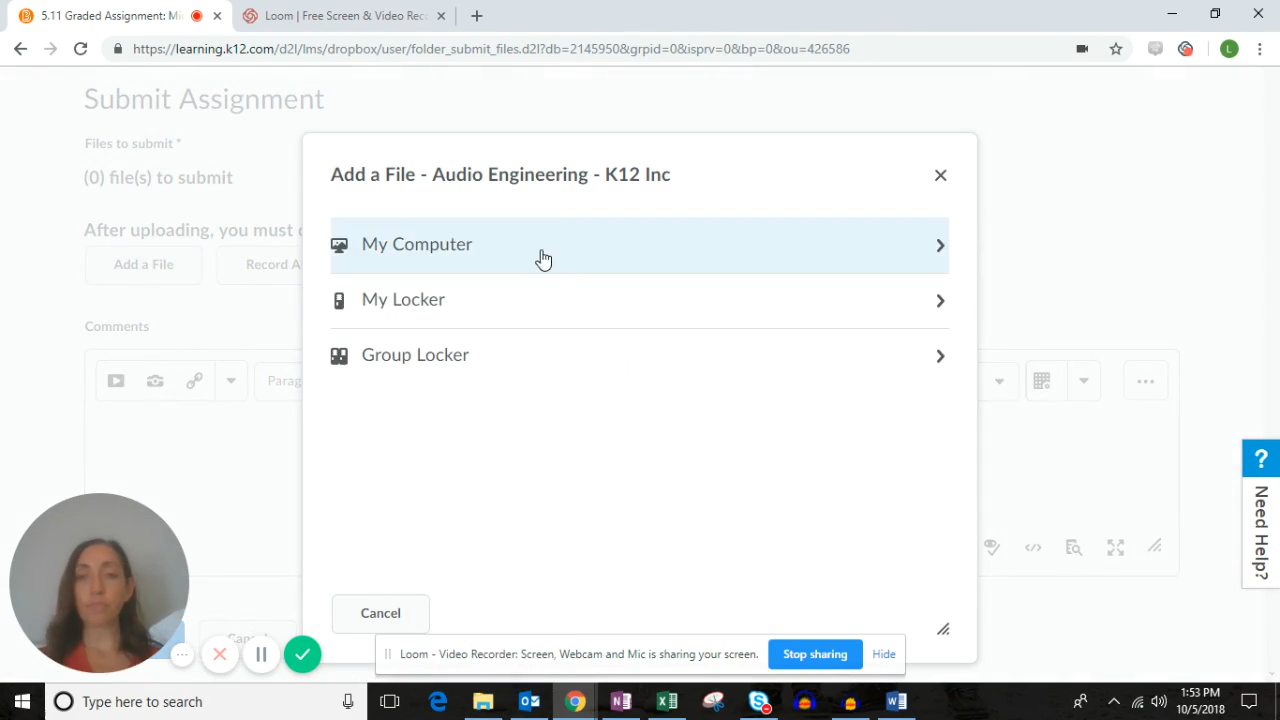 5.11 Graded Assignment: Mi
Loom | Free Screen & Video Reco
https://learning.k12.com/d2l/lms/dropbox/user/folder_submit_files.d2l?db=2145950&grpid=0&isprv=0&bp=0&ou=426586
L
Submit Assignment
Files to submit *
(0) file(s) to submit
After uploading, you must
Add a File
Record A
Comments
Parag
Add a File - Audio Engineering - K12 Inc
My Computer
My Locker
Group Locker
Cancel
? Need Help?
Cancel
Loom - Video Recorder: Screen, Webcam and Mic is sharing your screen.
Stop sharing
Hide
Type here to search
1:53 PM
10/5/2018